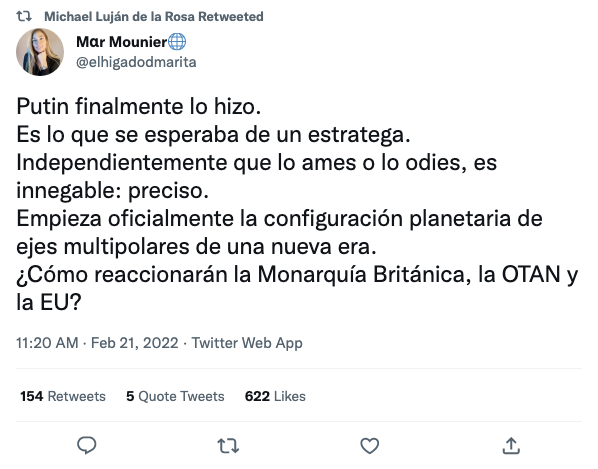 Michael Luján de la Rosa Retweeted
Mαr Mounier🌐
@elhigadodmarita
Putin finalmente lo hizo.
Es lo que se esperaba de un estratega.
Independientemente que lo ames o lo odies, es
innegable: preciso.
Empieza oficialmente la configuración planetaria de
ejes multipolares de una nueva era.
¿Cómo reaccionarán la Monarquía Británica, la OTAN y
la EU?
11:20 AM · Feb 21, 2022 · Twitter Web App
154 Retweets 5 Quote Tweets 622 Likes